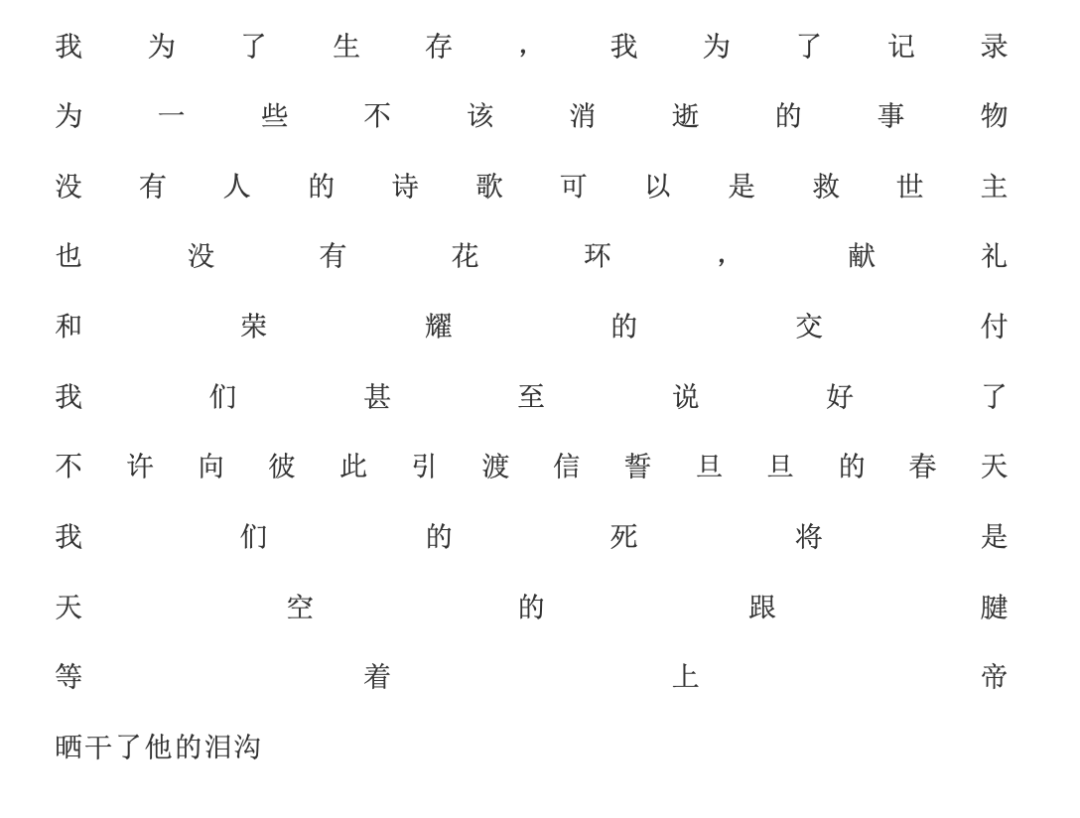 我为了生存，我为了记录
为一些不该消逝的事物
没有人的诗歌可以是救世主
也没有花环，献礼
和荣耀的交付
我们甚至说好了
不许向彼此引渡信誓旦旦的春天
我们的死将是
天空的跟腱
等着上帝
晒干了他的泪沟